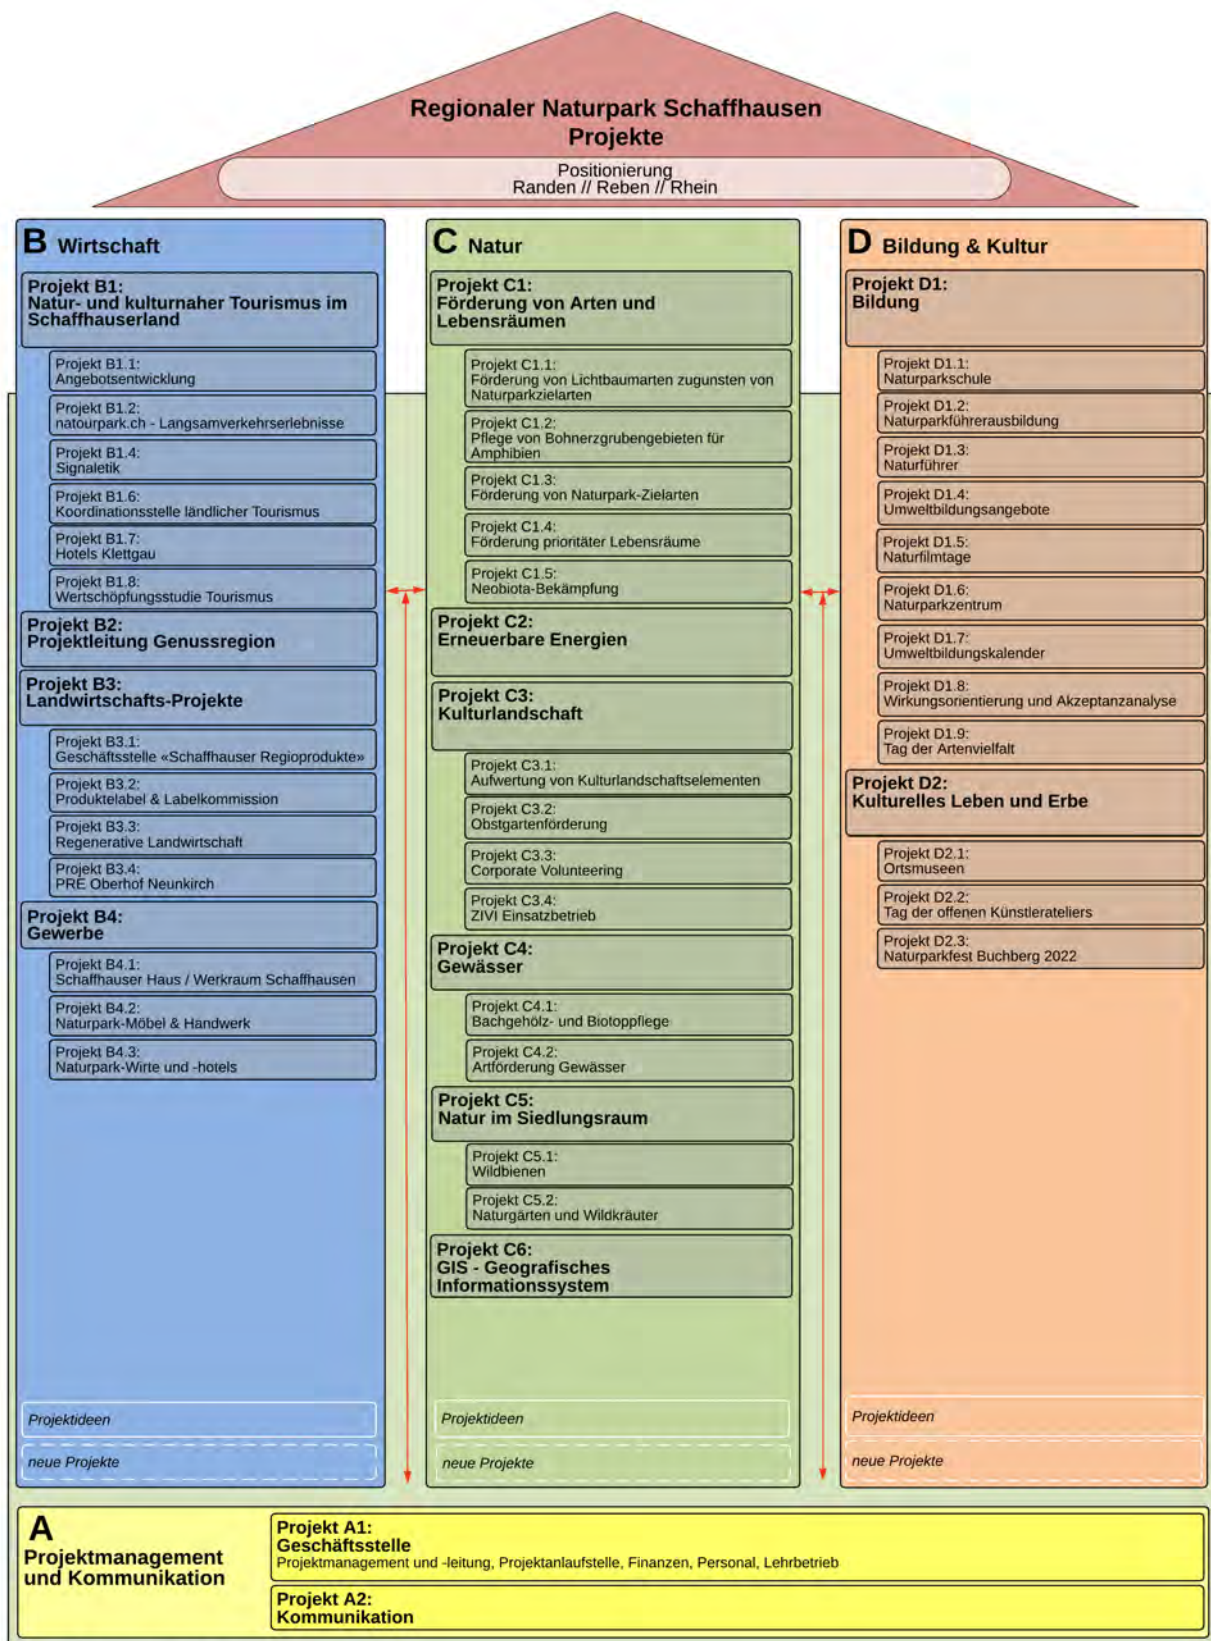 Regionaler Naturpark Schaffhausen
Projekte
Positionierung
Randen // Reben // Rhein
B Wirtschaft
Projekt B1:
Natur- und kulturnaher Tourismus im
Schaffhauserland
Projekt B1.1:
Angebotsentwicklung
Projekt B1.2:
natourpark.ch - Langsamverkehrserlebnisse
Projekt B1.4:
Signaletik
Projekt B1.6:
Koordinationsstelle ländlicher Tourismus
Projekt B1.7:
Hotels Klettgau
Projekt B1.8:
Wertschöpfungsstudie Tourismus
Projekt B2:
Projektleitung Genussregion
Projekt B3:
Landwirtschafts-Projekte
Projekt B3.1:
Geschäftsstelle «Schaffhauser Regioprodukte»
Projekt B3.2:
Produktelabel & Labelkommission
Projekt B3.3:
Regenerative Landwirtschaft
Projekt B3.4:
PRE Oberhof Neunkirch
Projekt B4:
Gewerbe
Projekt B4.1:
Schaffhauser Haus / Werkraum Schaffhausen
Projekt B4.2:
Naturpark-Möbel & Handwerk
Projekt B4.3:
Naturpark-Wirte und -hotels
Projektideen
neue Projekte
C Natur
Projekt C1:
Förderung von Arten und
Lebensräumen
Projekt C1.1:
Förderung von Lichtbaumarten zugunsten von
Naturparkzielarten
Projekt C1.2:
Pflege von Bohnerzgrubengebieten für
Amphibien
Projekt C1.3:
Förderung von Naturpark-Zielarten
Projekt C1.4:
Förderung prioritäter Lebensräume
Projekt C1.5:
Neobiota-Bekämpfung
Projekt C2:
Erneuerbare Energien
Projekt C3:
Kulturlandschaft
Projekt C3.1:
Aufwertung von Kulturlandschaftselementen
Projekt C3.2:
Obstgartenförderung
Projekt C3.3:
Corporate Volunteering
Projekt C3.4:
ZIVI Einsatzbetrieb
Projekt C4:
Gewässer
Projekt C4.1:
Bachgehölz- und Biotoppflege
Projekt C4.2:
Artförderung Gewässer
Projekt C5:
Natur im Siedlungsraum
Projekt C5.1:
Wildbienen
Projekt C5.2:
Naturgärten und Wildkräuter
Projekt C6:
GIS - Geografisches
Informationssystem
Projektideen
neue Projekte
D Bildung & Kultur
Projekt D1:
Bildung
Projekt D1.1:
Naturparkschule
Projekt D1.2:
Naturparkführerausbildung
Projekt D1.3:
Naturführer
Projekt D1.4:
Umweltbildungsangebote
Projekt D1.5:
Naturfilmtage
Projekt D1.6:
Naturparkzentrum
Projekt D1.7:
Umweltbildungskalender
Projekt D1.8:
Wirkungsorientierung und Akzeptanzanalyse
Projekt D1.9:
Tag der Artenvielfalt
Projekt D2:
Kulturelles Leben und Erbe
Projekt D2.1:
Ortsmuseen
Projekt D2.2:
Tag der offenen Künstlerateliers
Projekt D2.3:
Naturparkfest Buchberg 2022
Projektideen
neue Projekte
A
Projektmanagement
und Kommunikation
Projekt A1:
Geschäftsstelle
Projektmanagement und -leitung, Projektanlaufstelle, Finanzen, Personal, Lehrbetrieb
Projekt A2:
Kommunikation